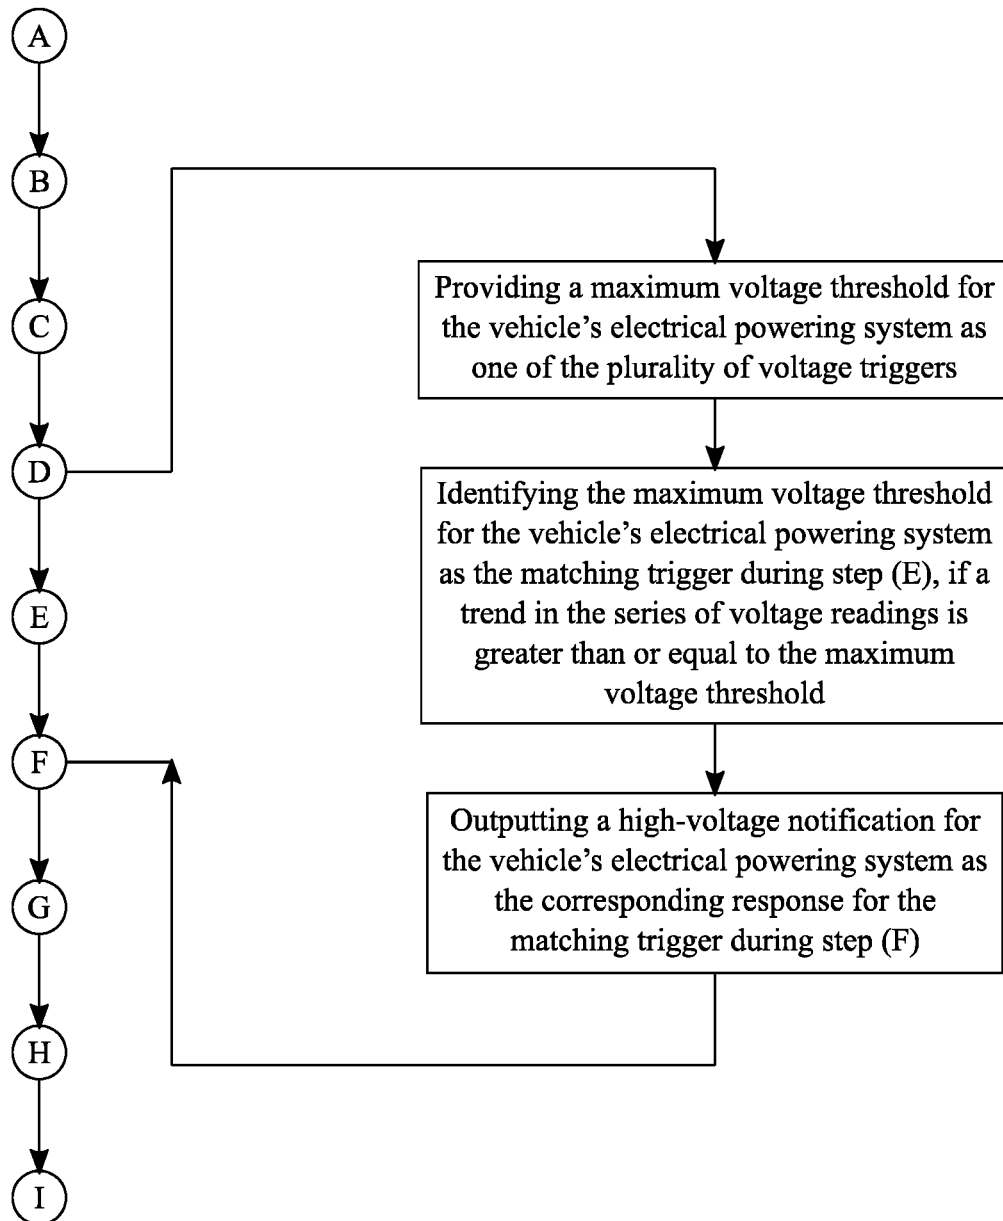 A
B
C
D
E
F
G
H
I
Providing a maximum voltage threshold for
the vehicle's electrical powering system as
one of the plurality of voltage triggers
Identifying the maximum voltage threshold
for the vehicle's electrical powering system
as the matching trigger during step (E), if a
trend in the series of voltage readings is
greater than or equal to the maximum
voltage threshold
Outputting a high-voltage notification for
the vehicle's electrical powering system as
the corresponding response for the
matching trigger during step (F)